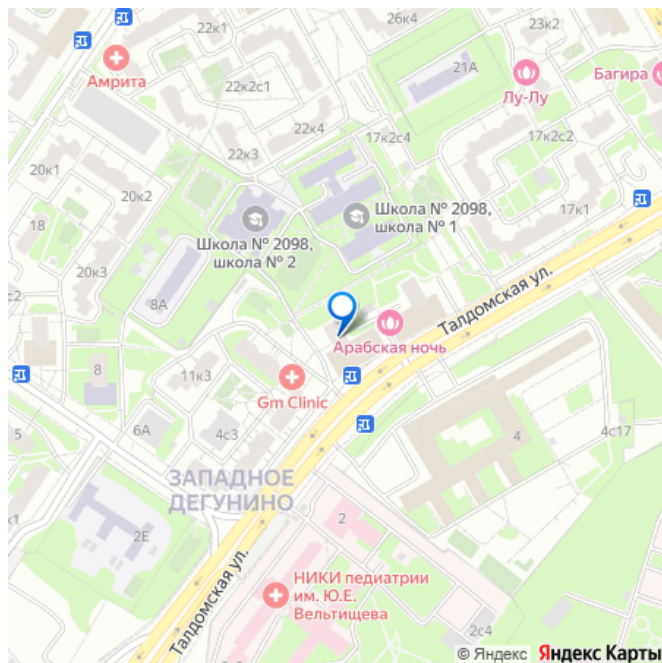 26к4
23к2
22к1
Амрита
22к2с1
21А
Лу-Лу
Багира
22к4
17к2с4
17к2с2
22к3
20к1
20к2
Школа № 2098,
школа № 1
17к1
18
Школа № 2098,
школа № 2
20к3
Талдомская ул.
с2
8А
Арабская ночь
8
11к3
Gm Clinic
5
6А
4с3
4
4с17
ЗАПАДНОЕ
ДЕГУНИНО
к1
2
2Е
Талдомская ул.
НИКИ педиатрии
им. Ю.Е.
Вельтищева
2с4
© Яндекс Яндекс Карты